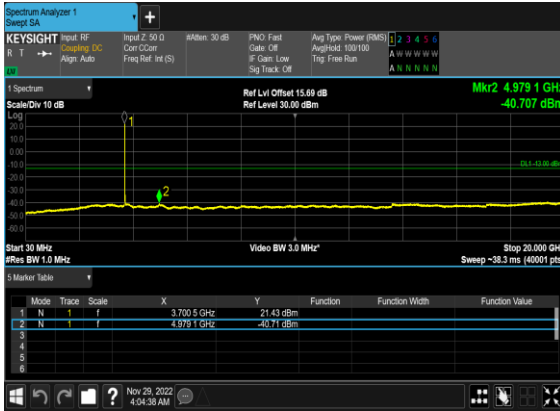 Spectrum Analyzer 1
Swept SA
+
KEYSIGHT Input: RF Input Z: 50 Ω #Atten: 30 dB PNO: Fast Avg Type: Power (RMS) 1 2 3 4 5 6
R T Coupling: DC Corr CCorr Gate: Off Avg|Hold: 100/100 A W W W W W
Align: Auto Freq Ref: Int (S) IF Gain: Low Trig: Free Run
Sig Track: Off A N N N N N
1 Spectrum Ref Lvl Offset 15.69 dB Mkr2 4.979 1 GHz
Scale/Div 10 dB Ref Level 30.00 dBm -40.707 dBm
Log
1
20.0
10.0
0.00
-10.0
DL1 -13.00 dBm
-20.0
-30.0
2
-40.0
-50.0
-60.0
Start 30 MHz Video BW 3.0 MHz* Stop 20.000 GHz
#Res BW 1.0 MHz Sweep ~38.3 ms (40001 pts)
5 Marker Table
Mode Trace Scale X Y Function Function Width Function Value
1 N 1 f 3.700 5 GHz 21.43 dBm
2 N 1 f 4.979 1 GHz -40.71 dBm
3
4
5
6
? Nov 29, 2022
4:04:38 AM